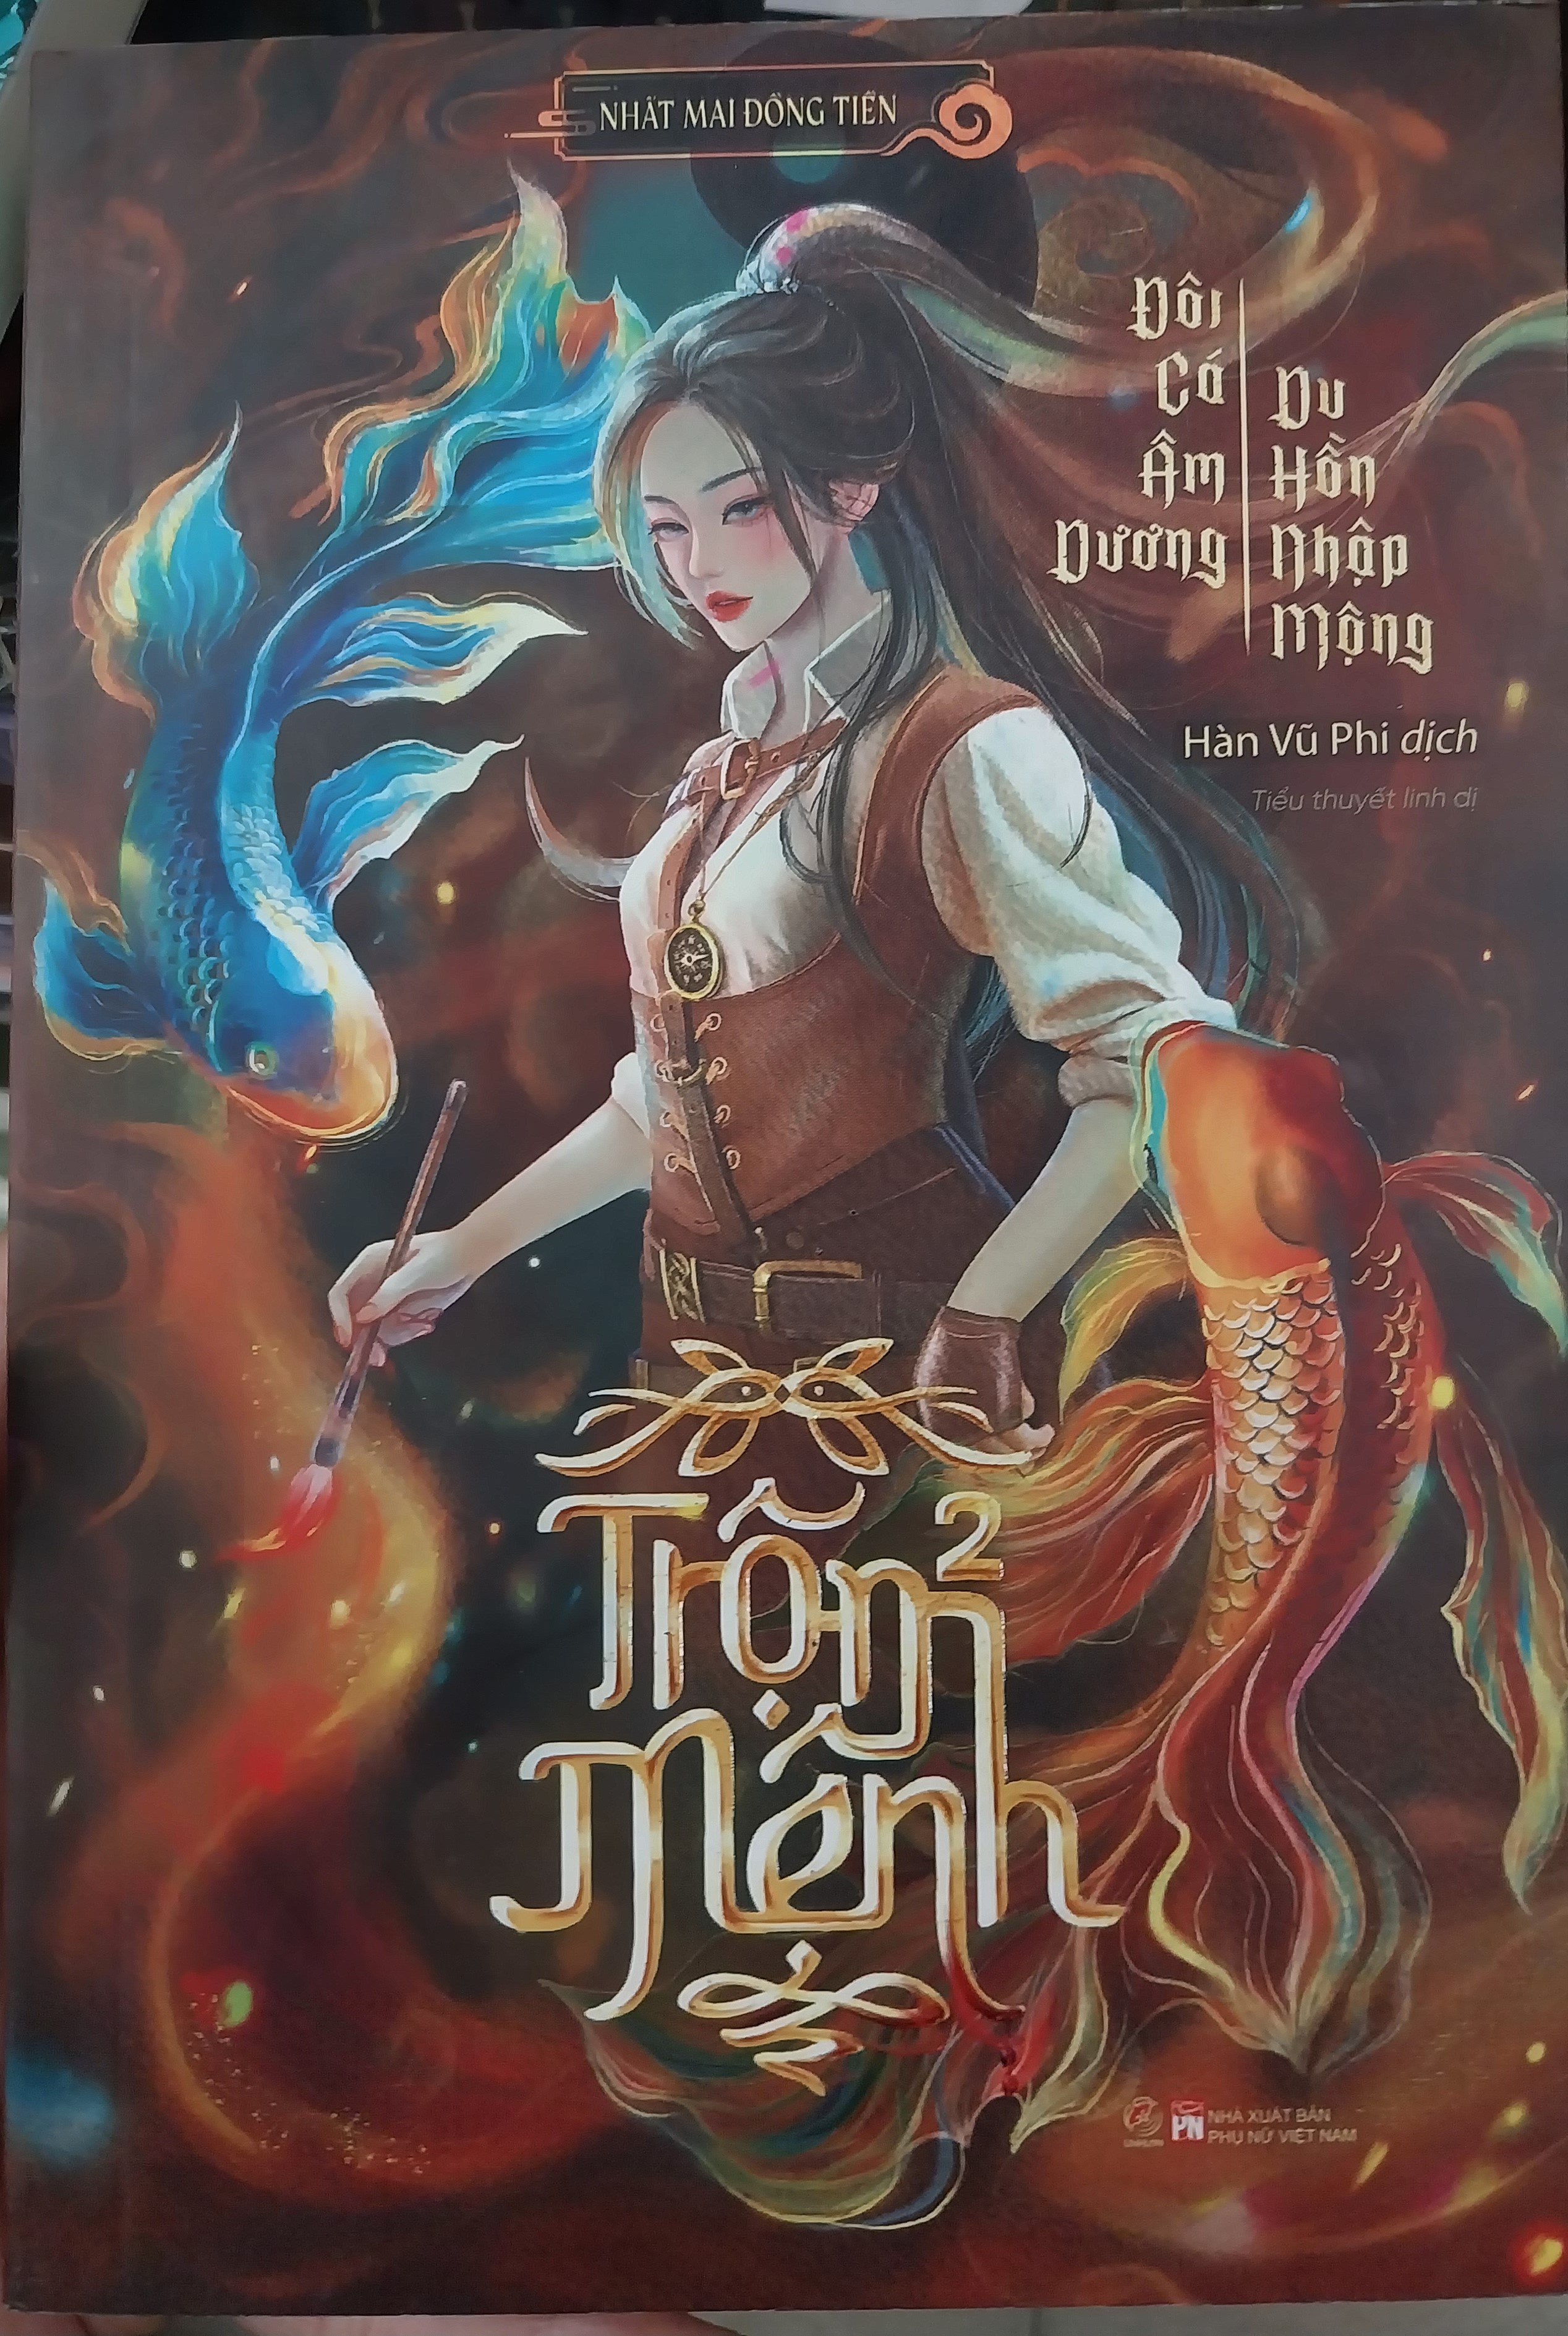 NHẤT MAI ĐỒNG TIỀN
Đôi
Cá
Âm
Dương
Du
Hồn
Nhập
Mộng
Hàn Vũ Phi dịch
Tiểu thuyết linh dị
Trộm 2
Mệnh
PN NHÀ XUẤT BẢN
PHỤ NỮ VIỆT NAM